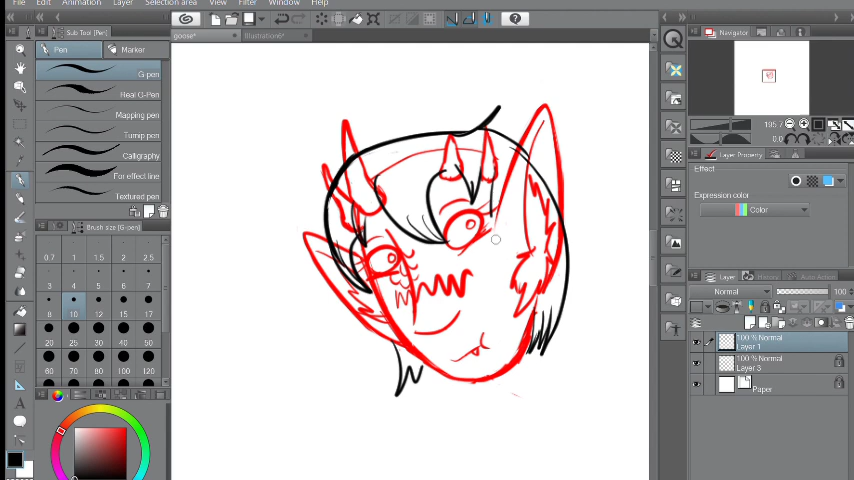 File Edit Animation Layer Selection area View Filter Window Help
goose* Illustration6*
Sub Tool [Pen]
Pen Marker
G-pen
Real G-Pen
Mapping pen
Turnip pen
Calligraphy
For effect line
Textured pen
Brush size [G-pen]
0.7 1 1.5 2 2.5
3 4 5 6 7
8 10 12 15 17
20 25 30 40 50
60 70 80 100
Navigator
195.7
0.0
Layer Property
Effect
Expression color
Color
Layer History Auto Action
Normal 100
100 % Normal
Layer 1
100 % Normal
Layer 3
Paper